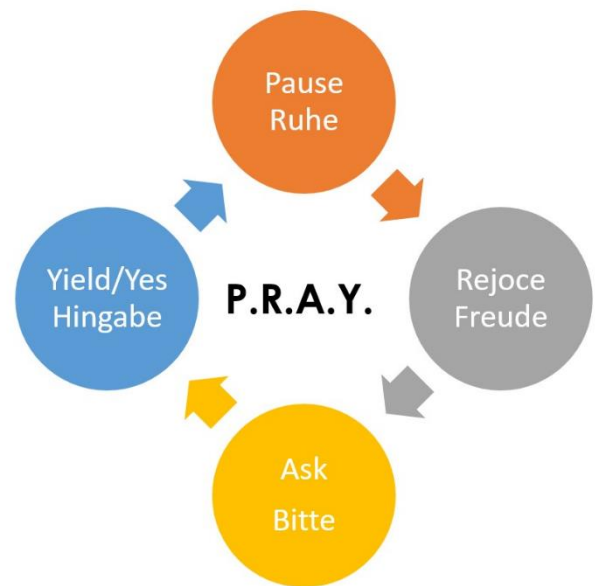 Pause
Ruhe
Yield/Yes
Hingabe
P.R.A.Y.
Rejoce
Freude
Ask
Bitte